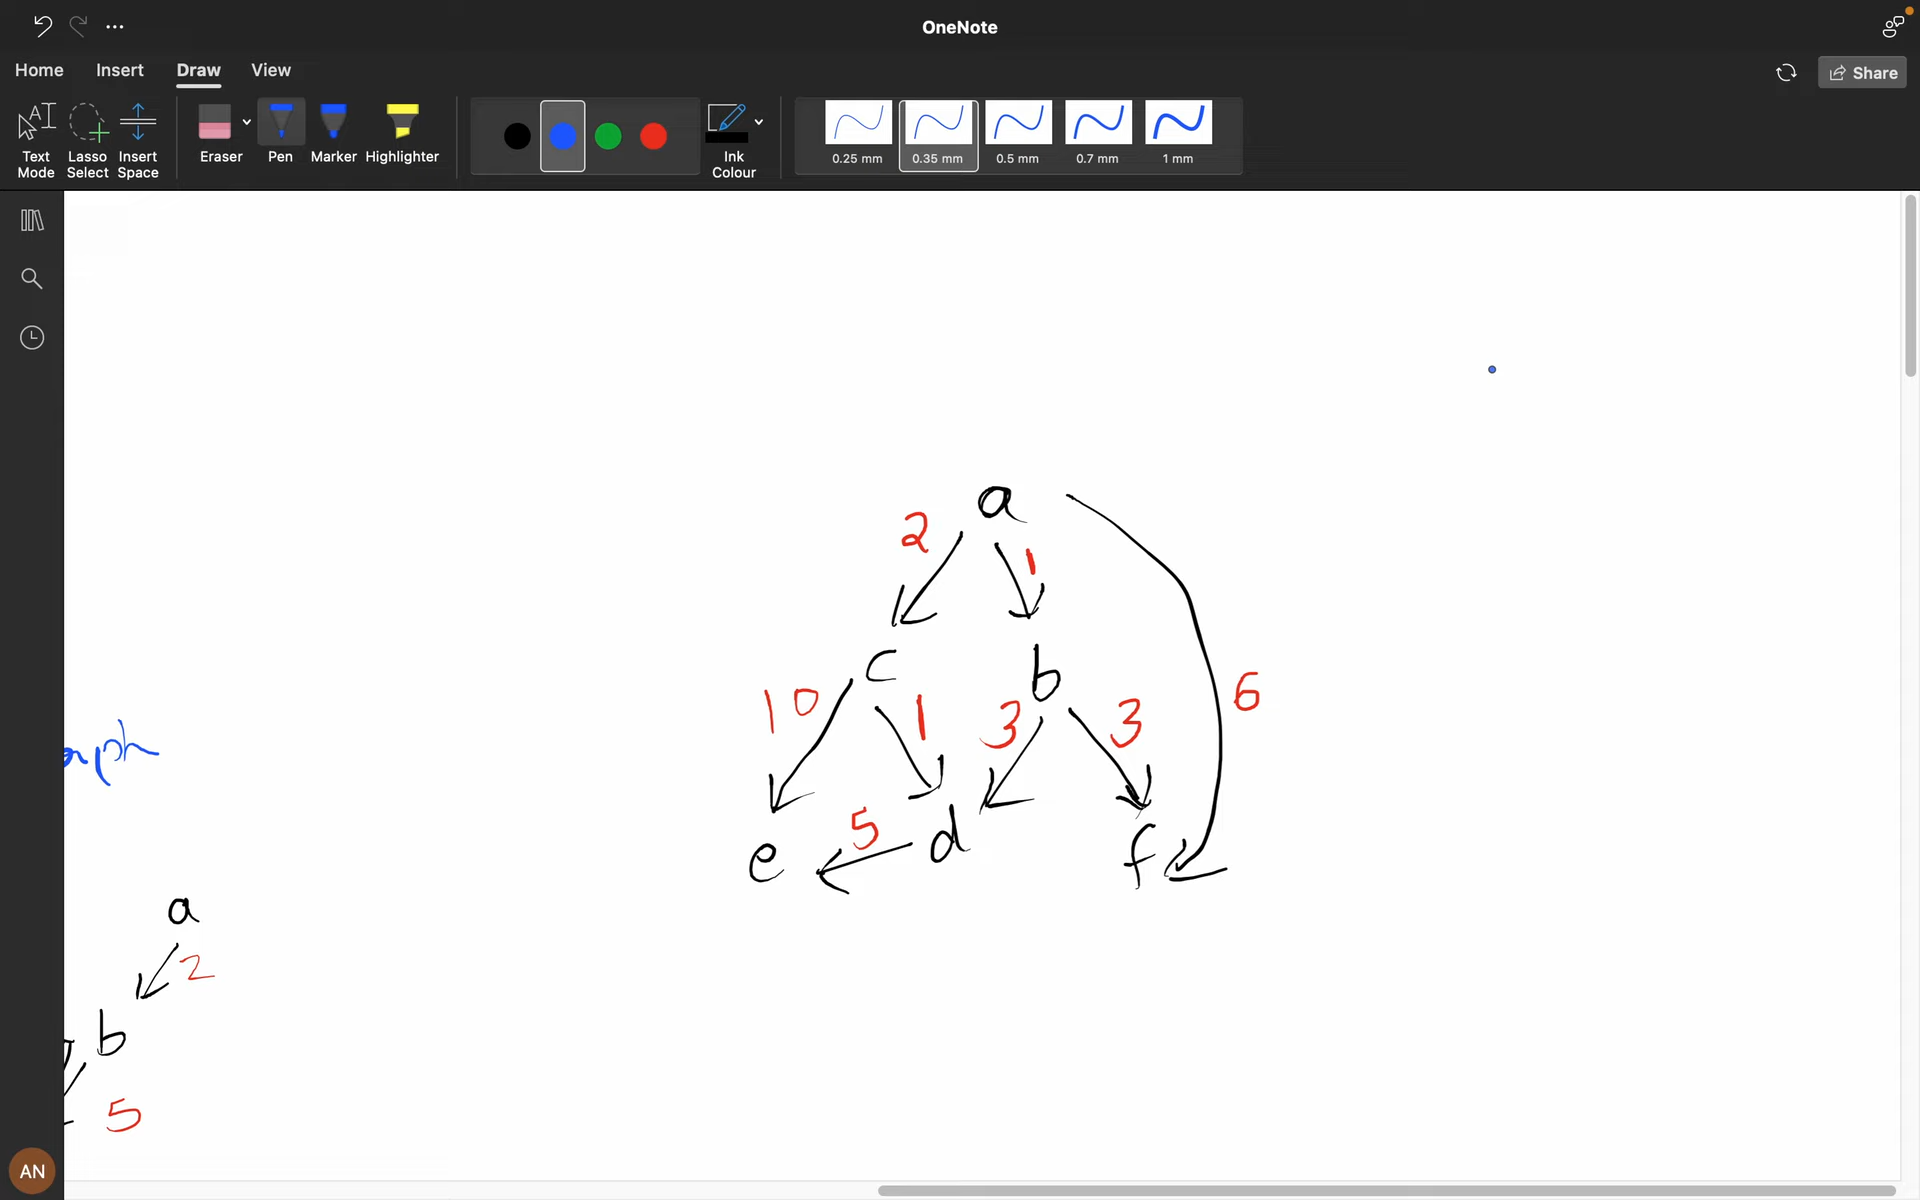 OneNote
Home Insert Draw View
Share
Text Mode
Lasso Select
Insert Space
Eraser
Pen
Marker
Highlighter
Ink Colour
0.25 mm
0.35 mm
0.5 mm
0.7 mm
1 mm
a
2 1
c b
6
10 1 3 3
5
e d f
aph
a
2
b
5
AN